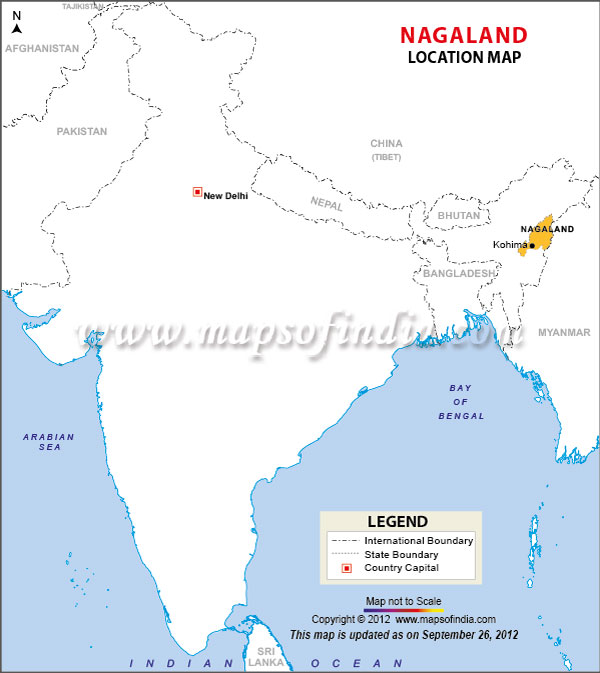 N
TAJIKISTAN
AFGHANISTAN
NAGALAND
LOCATION MAP
PAKISTAN
CHINA
(TIBET)
New Delhi
NEPAL
BHUTAN
NAGALAND
Kohima
BANGLADESH
www.mapsofindia.com
MYANMAR
BAY
OF
BENGAL
ARABIAN
SEA
LEGEND
International Boundary
State Boundary
Country Capital
Map not to Scale
Copyright © 2012 www.mapsofindia.com
This map is updated as on September 26, 2012
SRI
LANKA
INDIAN OCEAN